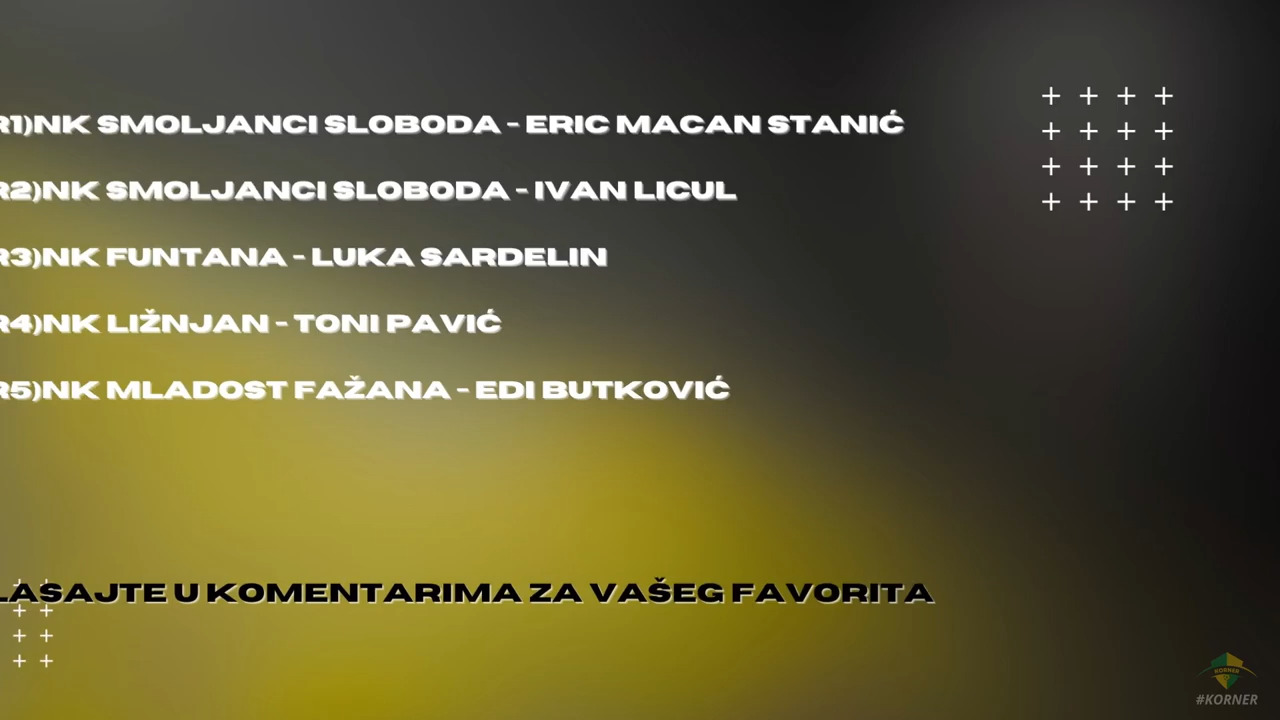 R1)NK SMOLJANCI SLOBODA - ERIC MACAN STANIĆ
R2)NK SMOLJANCI SLOBODA - IVAN LICUL
R3)NK FUNTANA - LUKA SARDELIN
R4)NK LIŽNJAN - TONI PAVIĆ
R5)NK MLADOST FAŽANA - EDI BUTKOVIĆ
LASAJTE U KOMENTARIMA ZA VAŠEG FAVORITA
KORNER
#KORNER